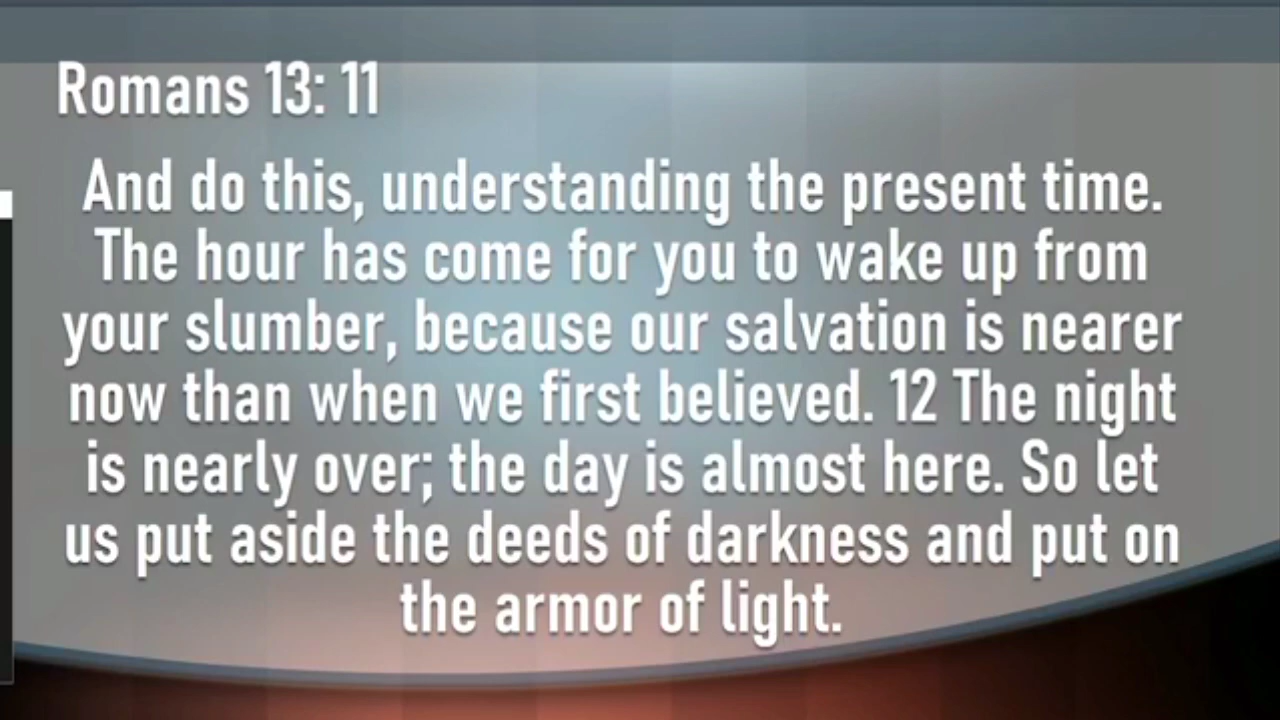 Romans 13: 11
And do this, understanding the present time.
The hour has come for you to wake up from
your slumber, because our salvation is nearer
now than when we first believed. 12 The night
is nearly over; the day is almost here. So let
us put aside the deeds of darkness and put on
the armor of light.